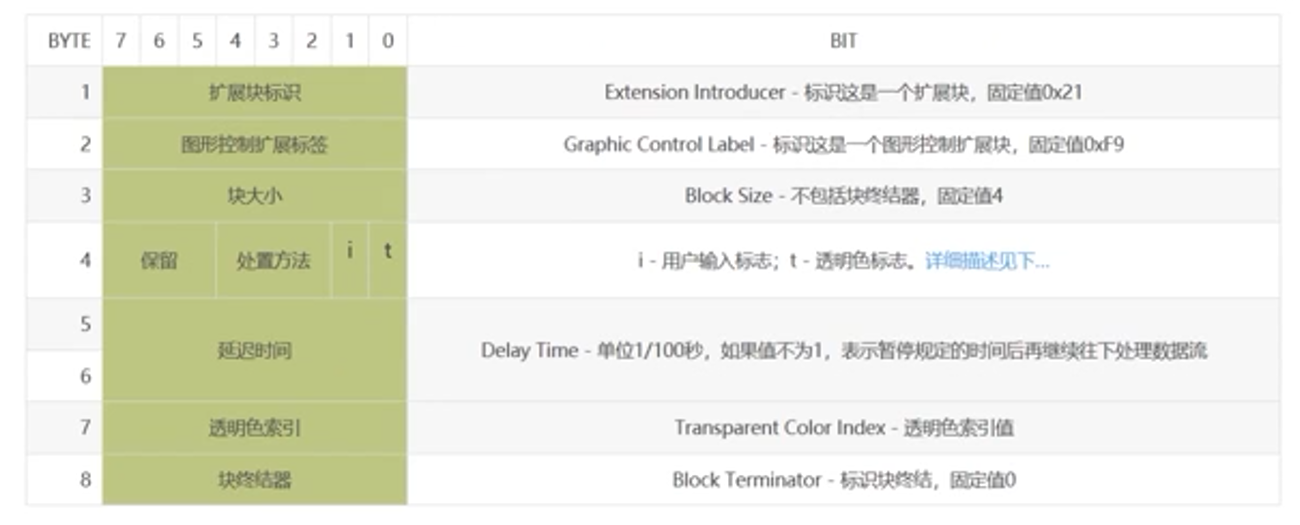 BYTE 7 6 5 4 3 2 1 0 BIT
1 扩展块标识 Extension Introducer - 标识这是一个扩展块，固定值0x21
2 图形控制扩展标签 Graphic Control Label - 标识这是一个图形控制扩展块，固定值0xF9
3 块大小 Block Size - 不包括块终结器，固定值4
4 保留 处置方法 i t i - 用户输入标志；t - 透明色标志。详细描述见下...
5
延迟时间 Delay Time - 单位1/100秒，如果值不为1，表示暂停规定的时间后再继续往下处理数据流
6
7 透明色索引 Transparent Color Index - 透明色索引值
8 块终结器 Block Terminator - 标识块终结，固定值0